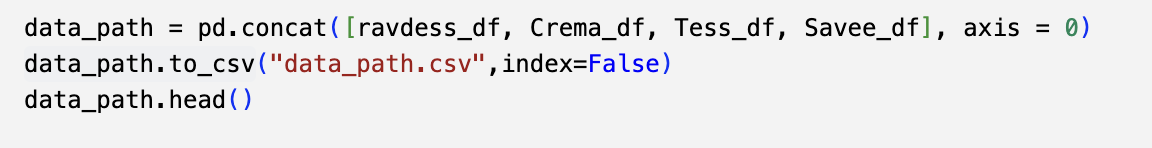 data_path = pd.concat([ravdess_df, Crema_df, Tess_df, Savee_df], axis = 0)
data_path.to_csv("data_path.csv",index=False)
data_path.head()